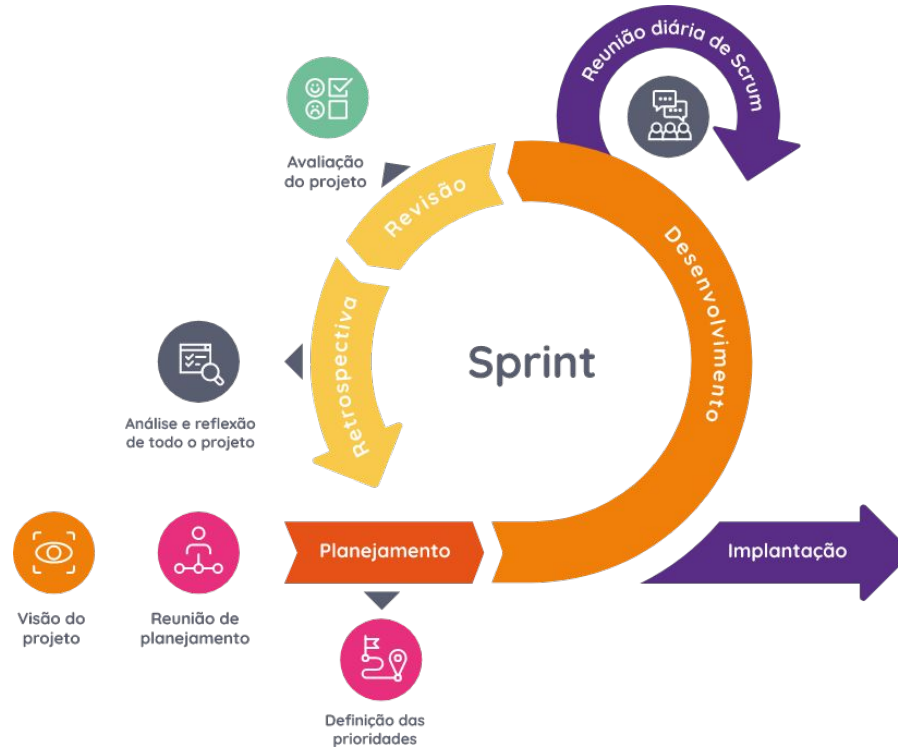 Reunião diária de Scrum
Avaliação
do projeto
Revisão
Desenvolvimento
Retrospectiva
Sprint
Análise e reflexão
de todo o projeto
Planejamento
Implantação
Visão do
projeto
Reunião de
planejamento
Definição das
prioridades